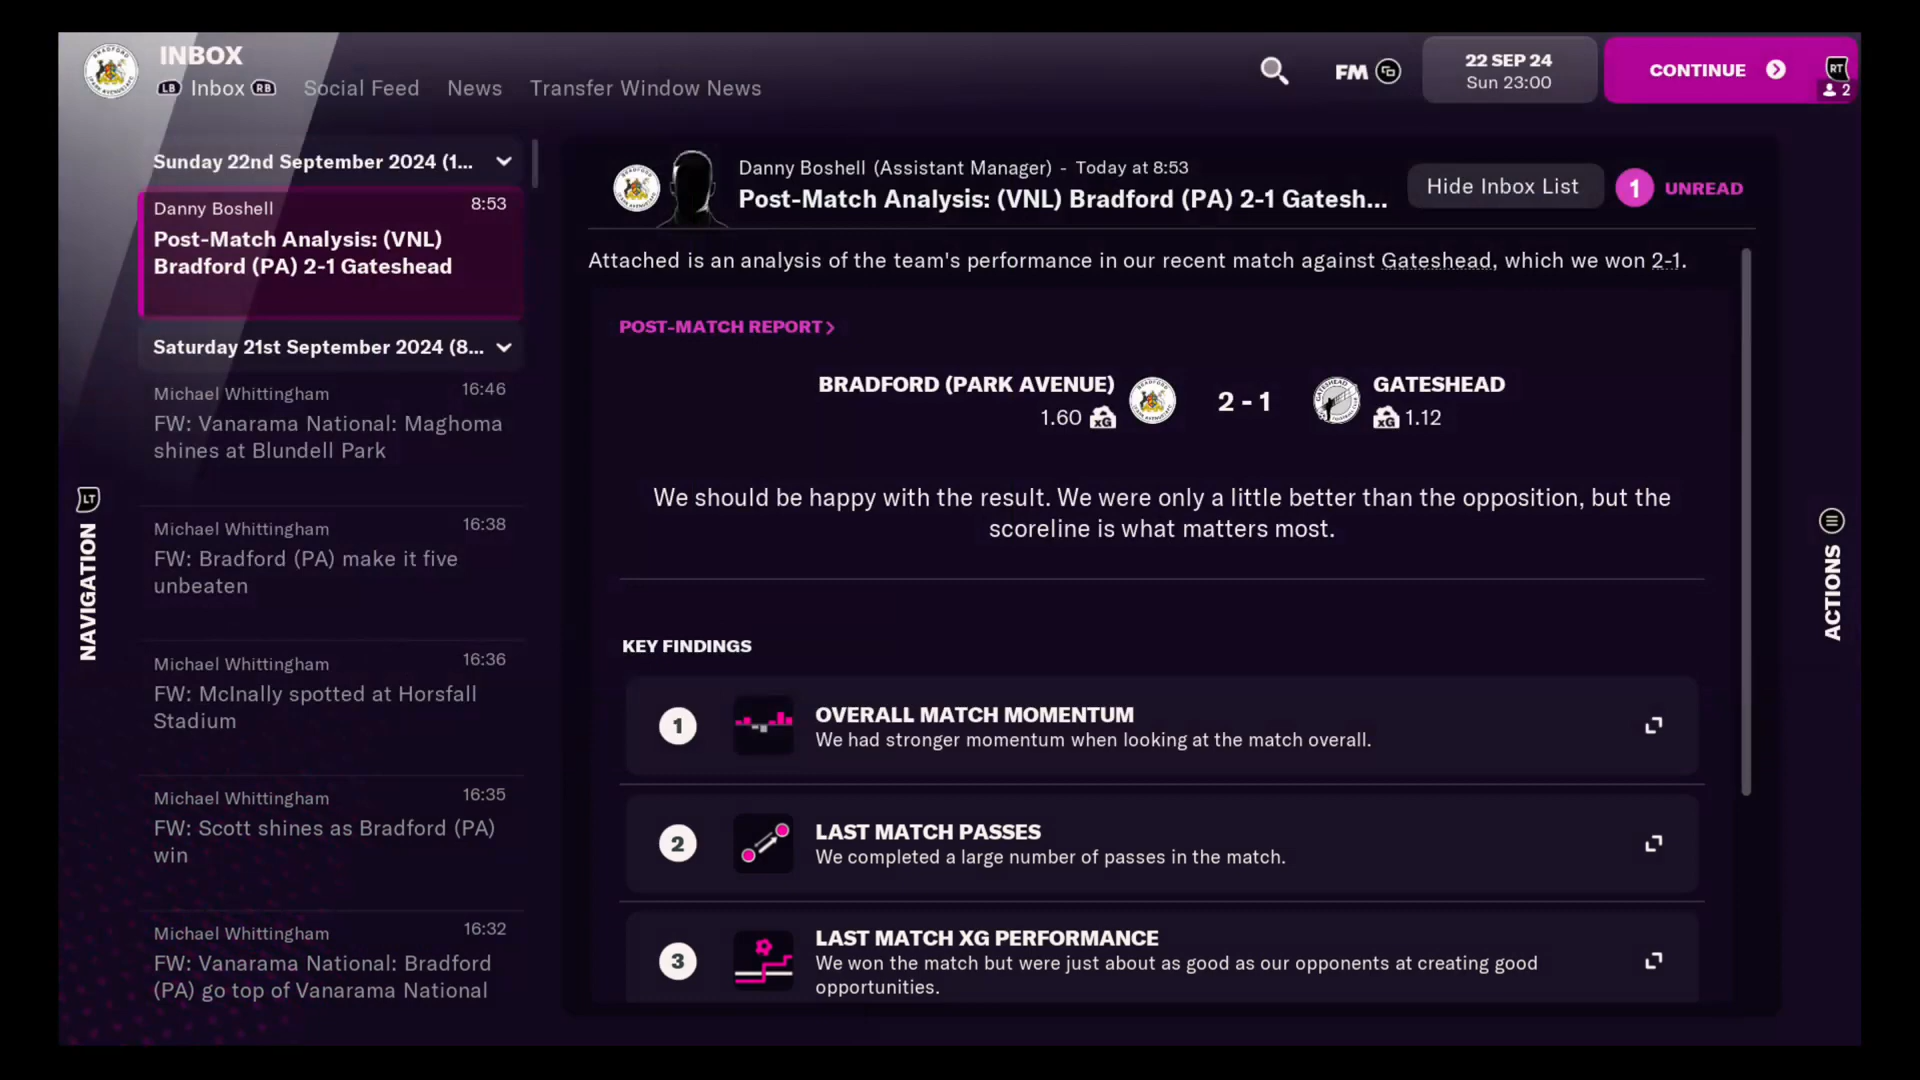 INBOX
LB Inbox RB Social Feed News Transfer Window News
FM
22 SEP 24
Sun 23:00
CONTINUE
RT
2
Sunday 22nd September 2024 (1...
Danny Boshell 8:53
Post-Match Analysis: (VNL)
Bradford (PA) 2-1 Gateshead
Saturday 21st September 2024 (8...
Michael Whittingham 16:46
FW: Vanarama National: Maghoma
shines at Blundell Park
Michael Whittingham 16:38
FW: Bradford (PA) make it five
unbeaten
Michael Whittingham 16:36
FW: McInally spotted at Horsfall
Stadium
Michael Whittingham 16:35
FW: Scott shines as Bradford (PA)
win
Michael Whittingham 16:32
FW: Vanarama National: Bradford
(PA) go top of Vanarama National
LT
NAVIGATION
Danny Boshell (Assistant Manager) - Today at 8:53
Post-Match Analysis: (VNL) Bradford (PA) 2-1 Gatesh...
Hide Inbox List
1 UNREAD
Attached is an analysis of the team's performance in our recent match against Gateshead, which we won 2-1.
POST-MATCH REPORT
BRADFORD (PARK AVENUE) 2 - 1 GATESHEAD
1.60 xG xG 1.12
We should be happy with the result. We were only a little better than the opposition, but the
scoreline is what matters most.
KEY FINDINGS
1
OVERALL MATCH MOMENTUM
We had stronger momentum when looking at the match overall.
2
LAST MATCH PASSES
We completed a large number of passes in the match.
3
LAST MATCH XG PERFORMANCE
We won the match but were just about as good as our opponents at creating good
opportunities.
ACTIONS